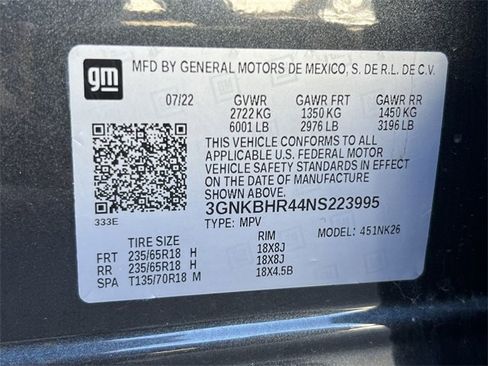 gm MFD BY GENERAL MOTORS DE MEXICO, S. DE R.L. DE C.V.
07/22 GVWR GAWR FRT GAWR RR
2722 KG 1350 KG 1450 KG
6001 LB 2976 LB 3196 LB
THIS VEHICLE CONFORMS TO ALL
APPLICABLE U.S. FEDERAL MOTOR
VEHICLE SAFETY STANDARDS IN EFFECT
ON THE DATE OF MANUFACTURE
SHOWN ABOVE.
333E 3GNKBHR44NS223995
TYPE: MPV 451NK26
TIRE SIZE RIM
FRT 235/65R18 H 18X8J
RR 235/65R18 H 18X8J
SPA T135/70R18 M 18X4.5B